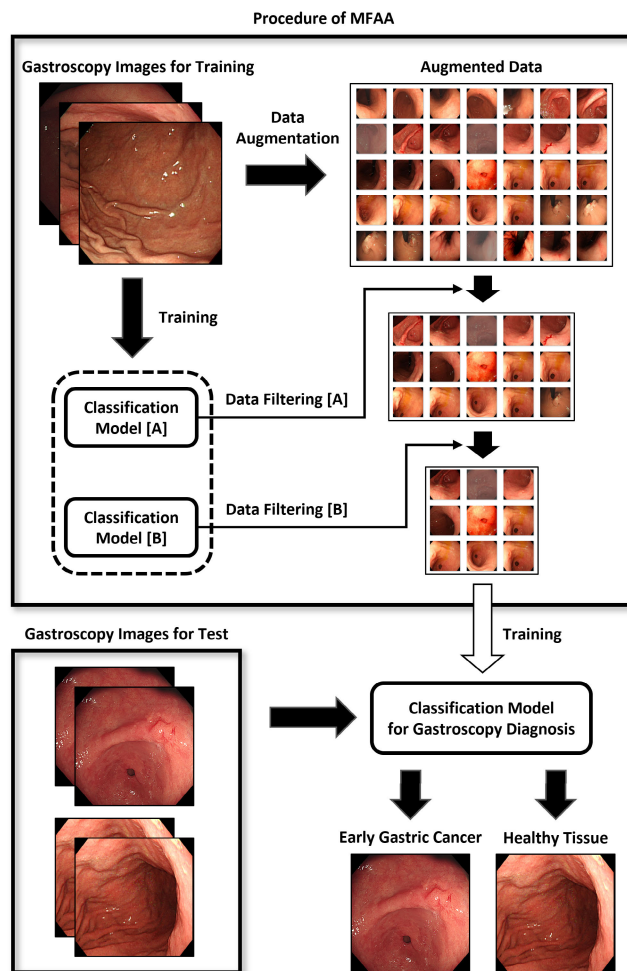 Procedure of MFAA
Gastroscopy Images for Training
Augmented Data
Data
Augmentation
Training
Classification
Model [A]
Data Filtering [A]
Classification
Model [B]
Data Filtering [B]
Gastroscopy Images for Test
Training
Classification Model
for Gastroscopy Diagnosis
Early Gastric Cancer
Healthy Tissue